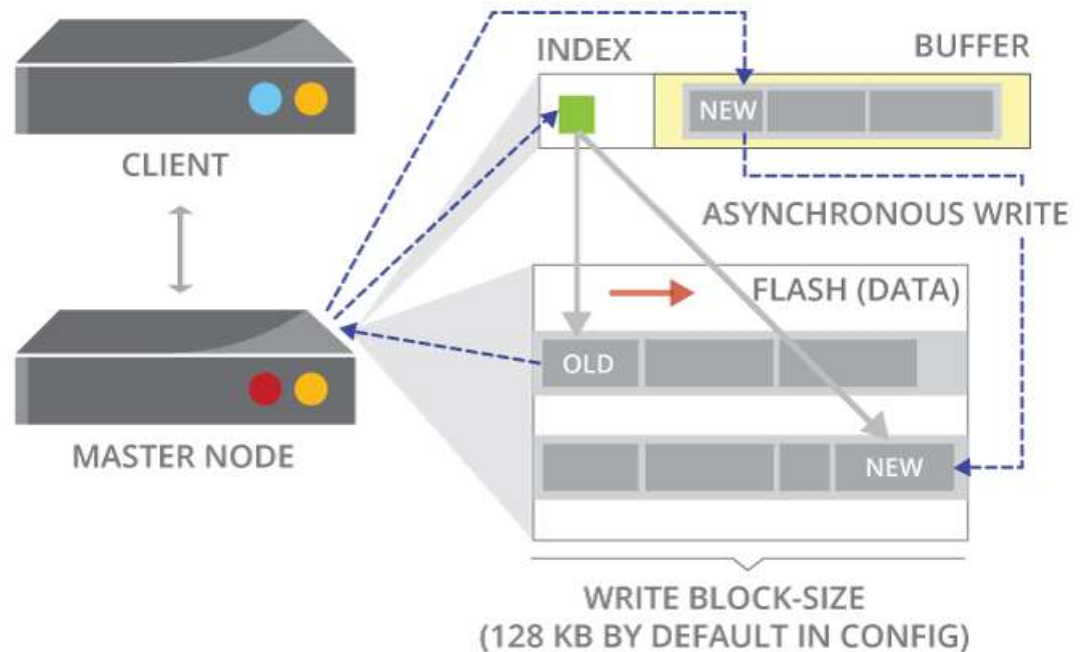 INDEX
BUFFER
NEW
CLIENT
ASYNCHRONOUS WRITE
FLASH (DATA)
OLD
MASTER NODE
NEW
WRITE BLOCK-SIZE
(128 KB BY DEFAULT IN CONFIG)